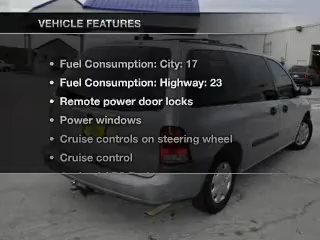 VEHICLE FEATURES
• Fuel Consumption: City: 17
• Fuel Consumption: Highway: 23
• Remote power door locks
• Power windows
• Cruise controls on steering wheel
• Cruise control